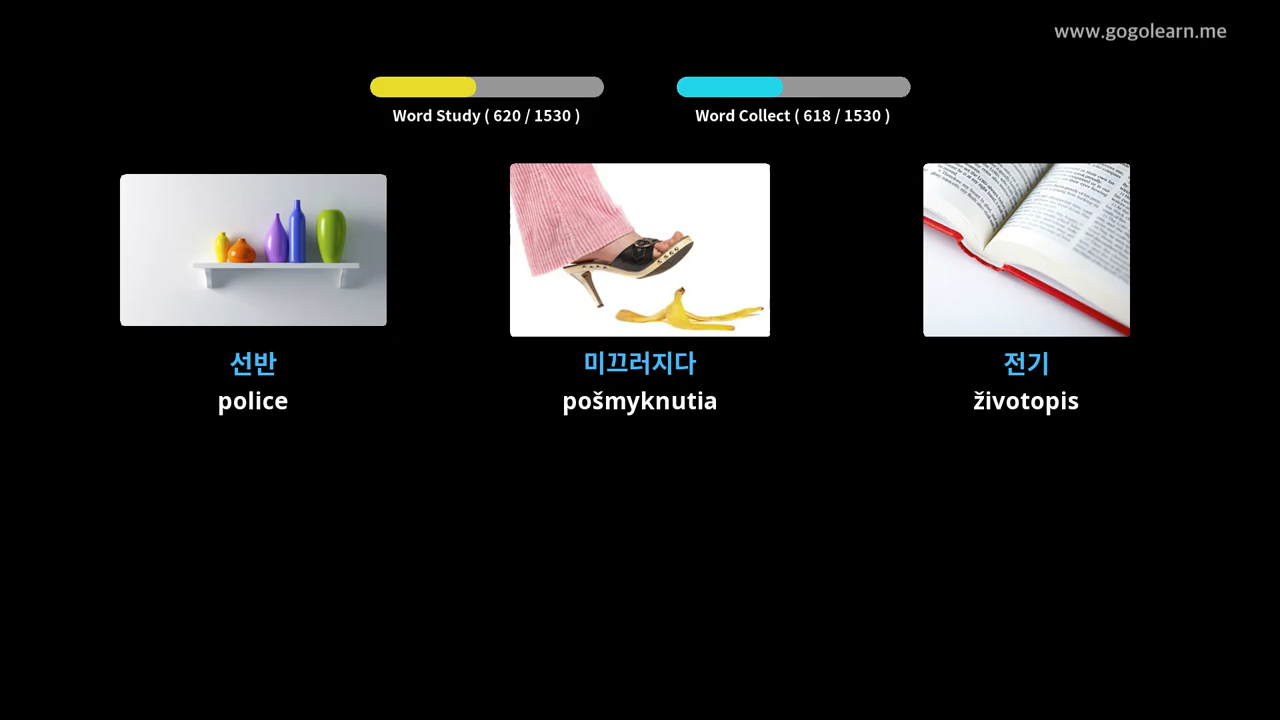 www.gogolearn.me
Word Study ( 620 / 1530 )
Word Collect ( 618 / 1530 )
선반
미끄러지다
전기
police
pošmyknutia
životopis